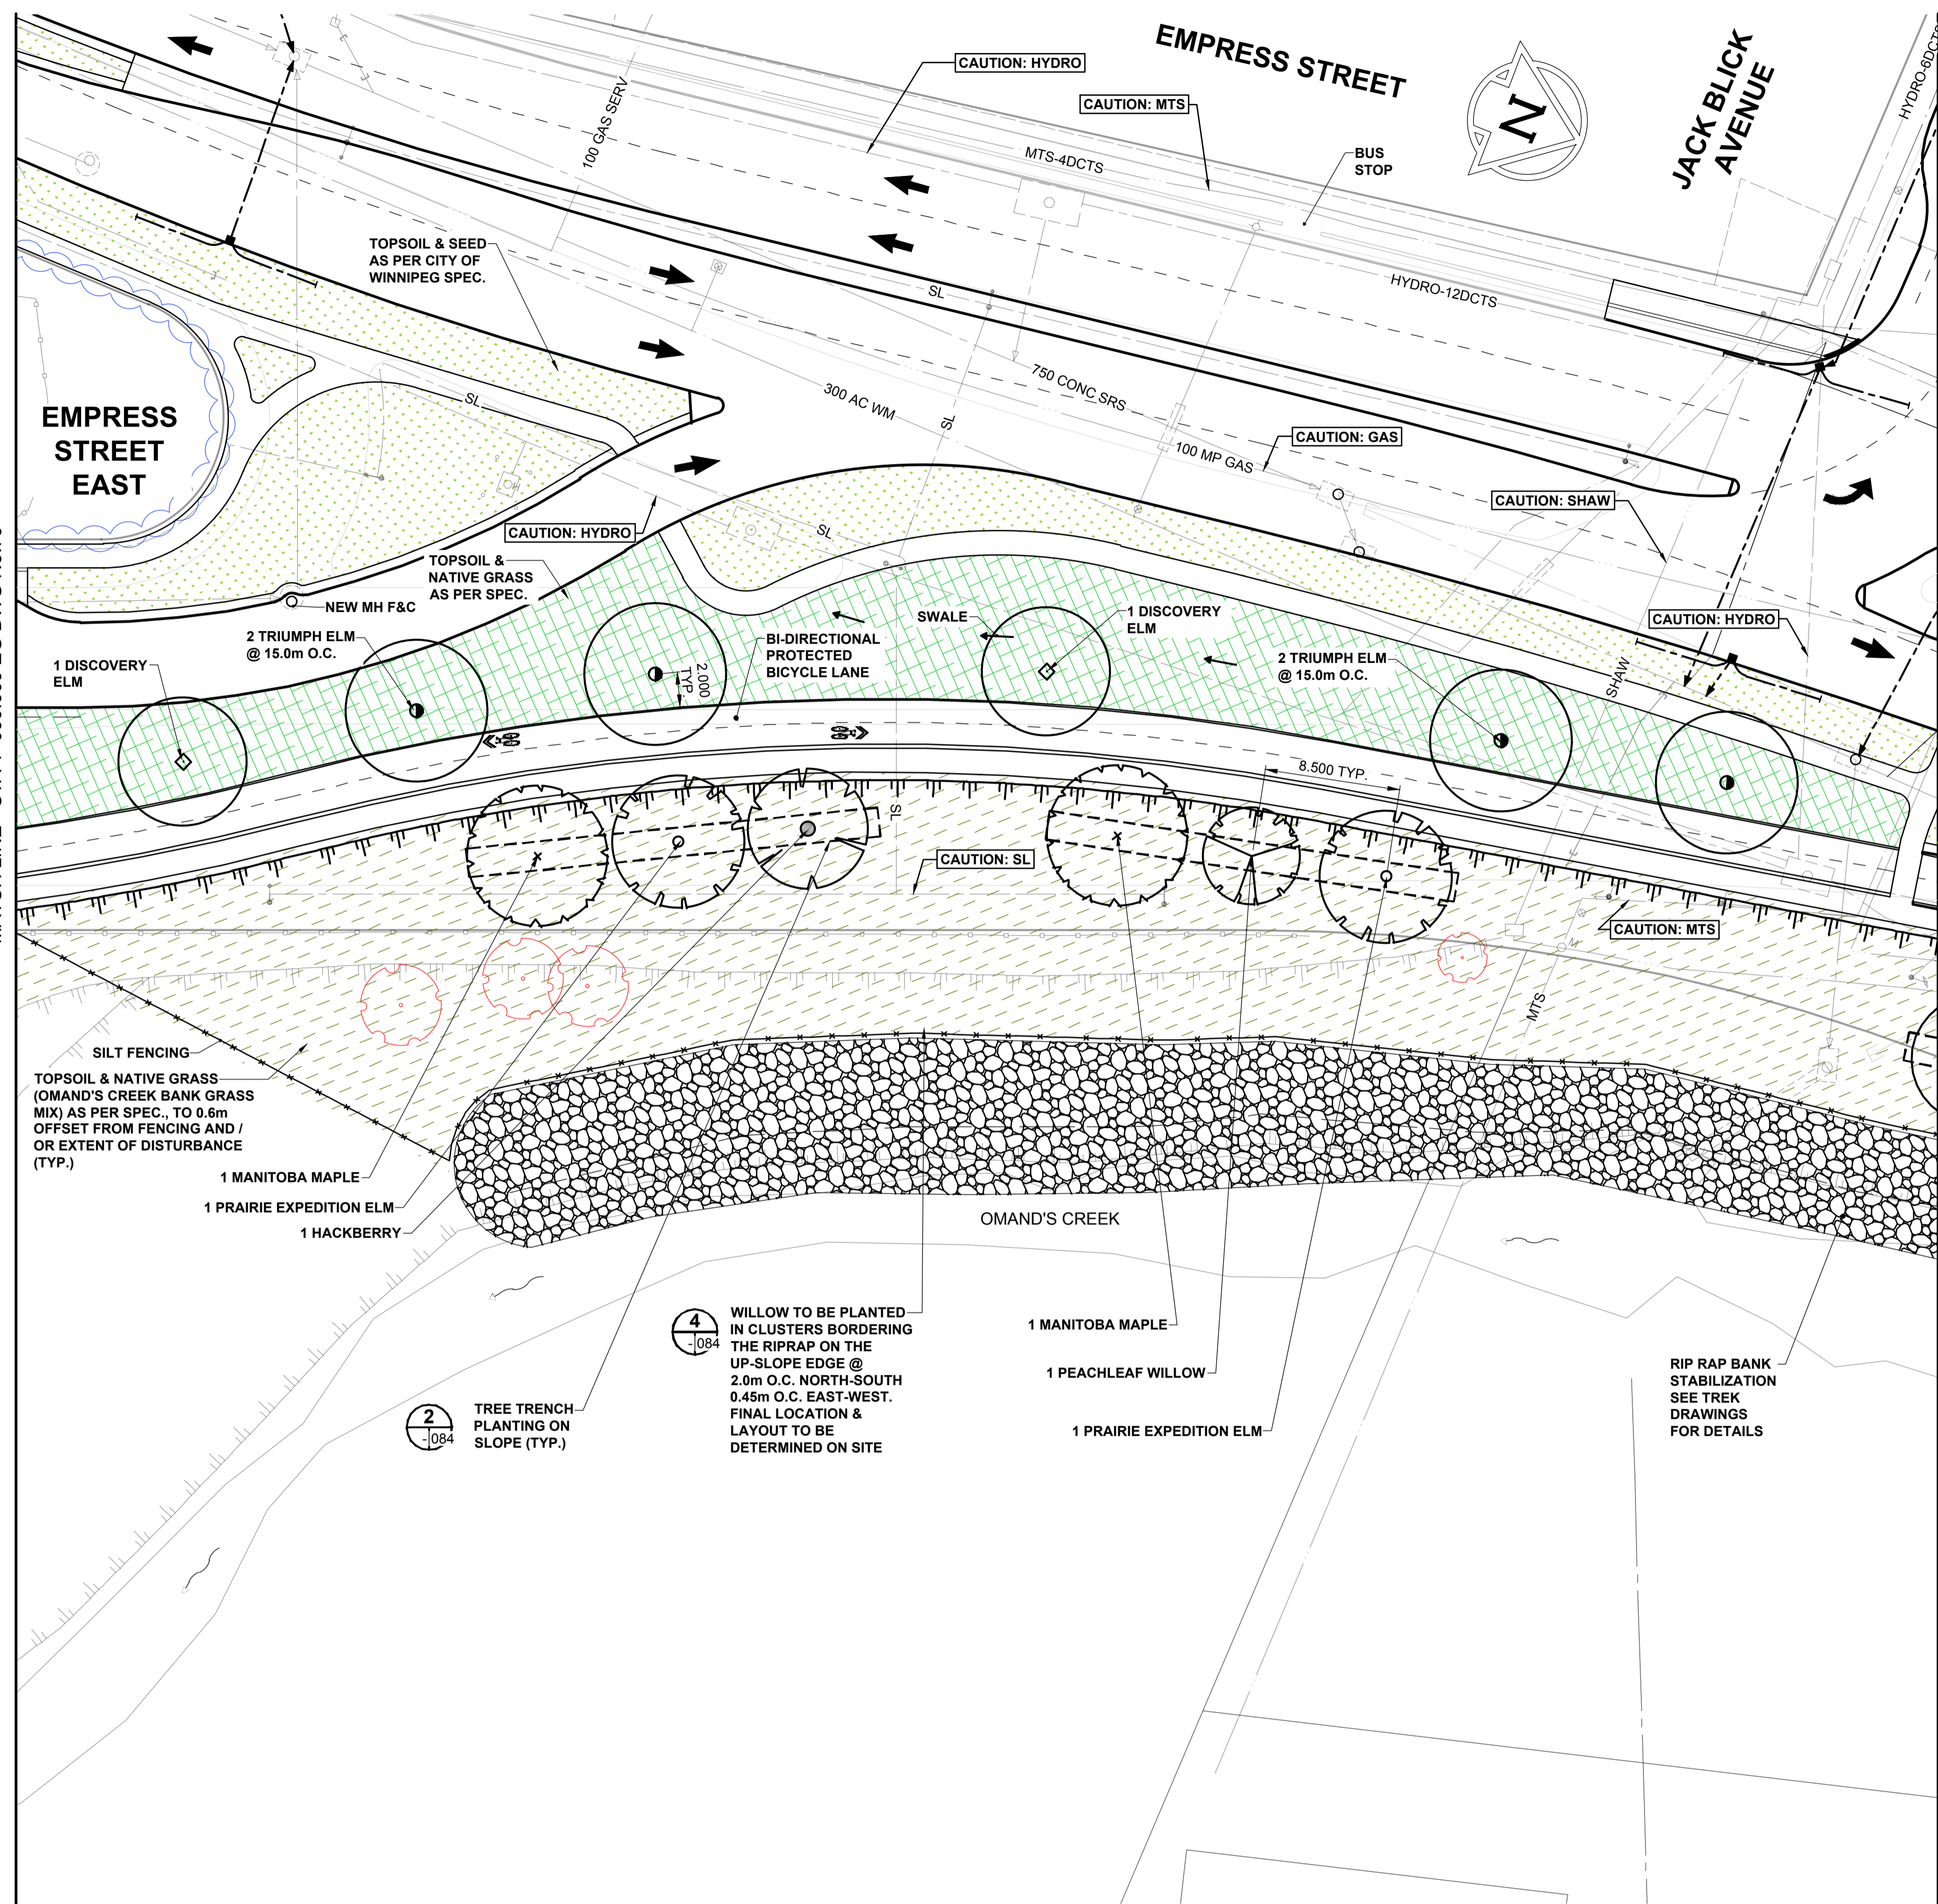 EMPRESS STREET
JACK BLICK
AVENUE
HYDRO-6DCTS
CAUTION: HYDRO
CAUTION: MTS
N
BUS
STOP
100 GAS SERV
MTS-4DCTS
HYDRO-12DCTS
TOPSOIL & SEED
AS PER CITY OF
WINNIPEG SPEC.
SL
EMPRESS
STREET
EAST
SL
300 AC WM
750 CONC SRS
SL
100 MP GAS
CAUTION: GAS
CAUTION: SHAW
CAUTION: HYDRO
SL
TOPSOIL &
NATIVE GRASS
AS PER SPEC.
NEW MH F&C
2 TRIUMPH ELM
@ 15.0m O.C.
1 DISCOVERY
ELM
2.000
TYP
BI-DIRECTIONAL
PROTECTED
BICYCLE LANE
SWALE
1 DISCOVERY
ELM
2 TRIUMPH ELM
@ 15.0m O.C.
CAUTION: HYDRO
SHAW
8.500 TYP.
SL
CAUTION: SL
CAUTION: MTS
M
MTS
SILT FENCING
TOPSOIL & NATIVE GRASS
(OMAND'S CREEK BANK GRASS
MIX) AS PER SPEC., TO 0.6m
OFFSET FROM FENCING AND /
OR EXTENT OF DISTURBANCE
(TYP.)
1 MANITOBA MAPLE
1 PRAIRIE EXPEDITION ELM
1 HACKBERRY
OMAND'S CREEK
4
- 084
WILLOW TO BE PLANTED
IN CLUSTERS BORDERING
THE RIPRAP ON THE
UP-SLOPE EDGE @
2.0m O.C. NORTH-SOUTH
0.45m O.C. EAST-WEST.
FINAL LOCATION &
LAYOUT TO BE
DETERMINED ON SITE
2
- 084
TREE TRENCH
PLANTING ON
SLOPE (TYP.)
1 MANITOBA MAPLE
1 PEACHLEAF WILLOW
1 PRAIRIE EXPEDITION ELM
RIP RAP BANK
STABILIZATION
SEE TREK
DRAWINGS
FOR DETAILS